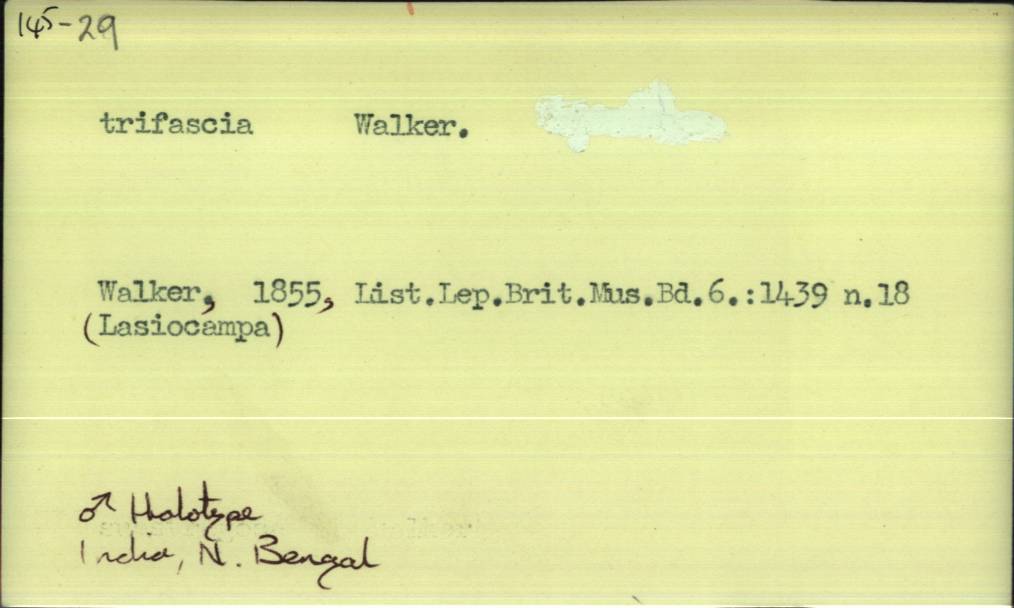 145-29
trifascia Walker.
Walker, 1855, List.Lep.Brit.Mus.Bd.6.:1439 n.18
(Lasiocampa)
♂ Holotype
India, N. Bengal